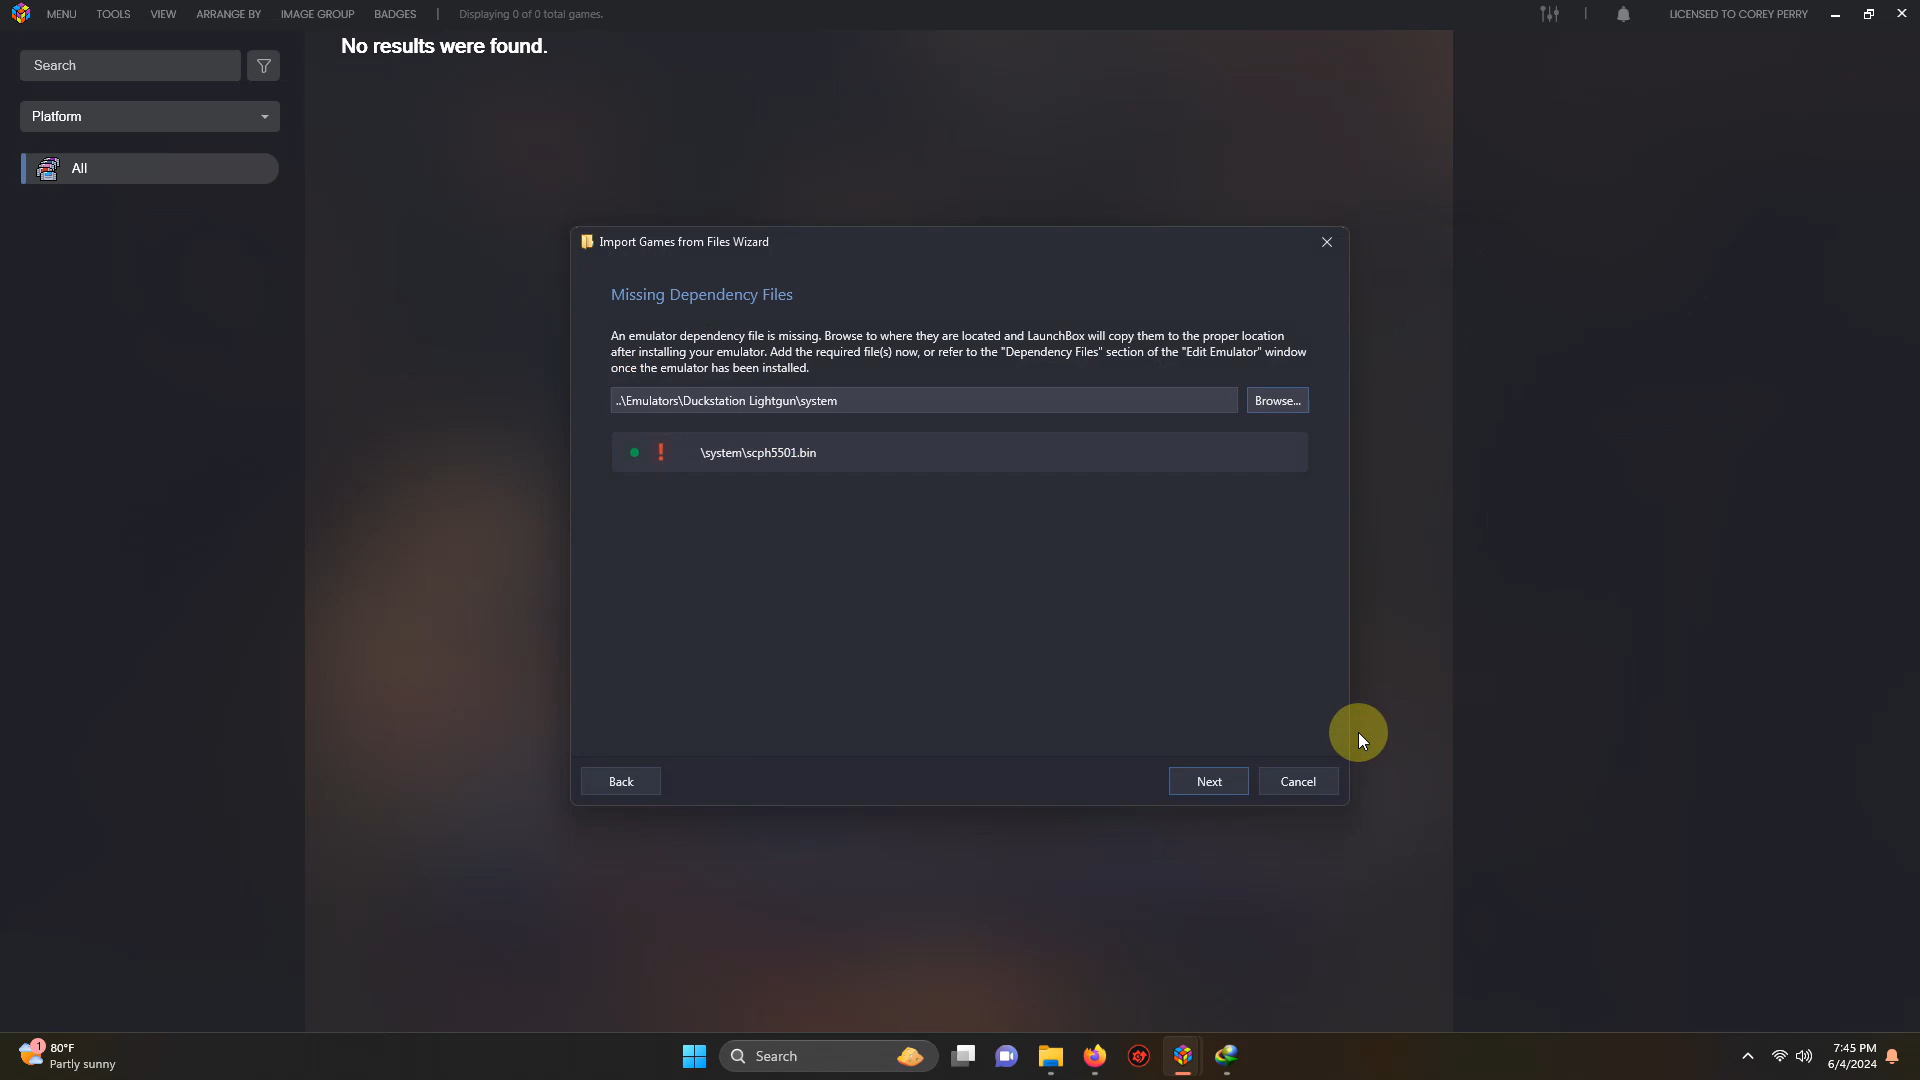 MENU TOOLS VIEW ARRANGE BY IMAGE GROUP BADGES | Displaying 0 of 0 total games. | LICENSED TO COREY PERRY
No results were found.
Search
Platform
All
Import Games from Files Wizard
Missing Dependency Files
An emulator dependency file is missing. Browse to where they are located and LaunchBox will copy them to the proper location
after installing your emulator. Add the required file(s) now, or refer to the "Dependency Files" section of the "Edit Emulator" window
once the emulator has been installed.
..\Emulators\Duckstation Lightgun\system Browse...
! \system\scph5501.bin
Back Next Cancel
1
80°F
Partly sunny
Search
7:45 PM
6/4/2024